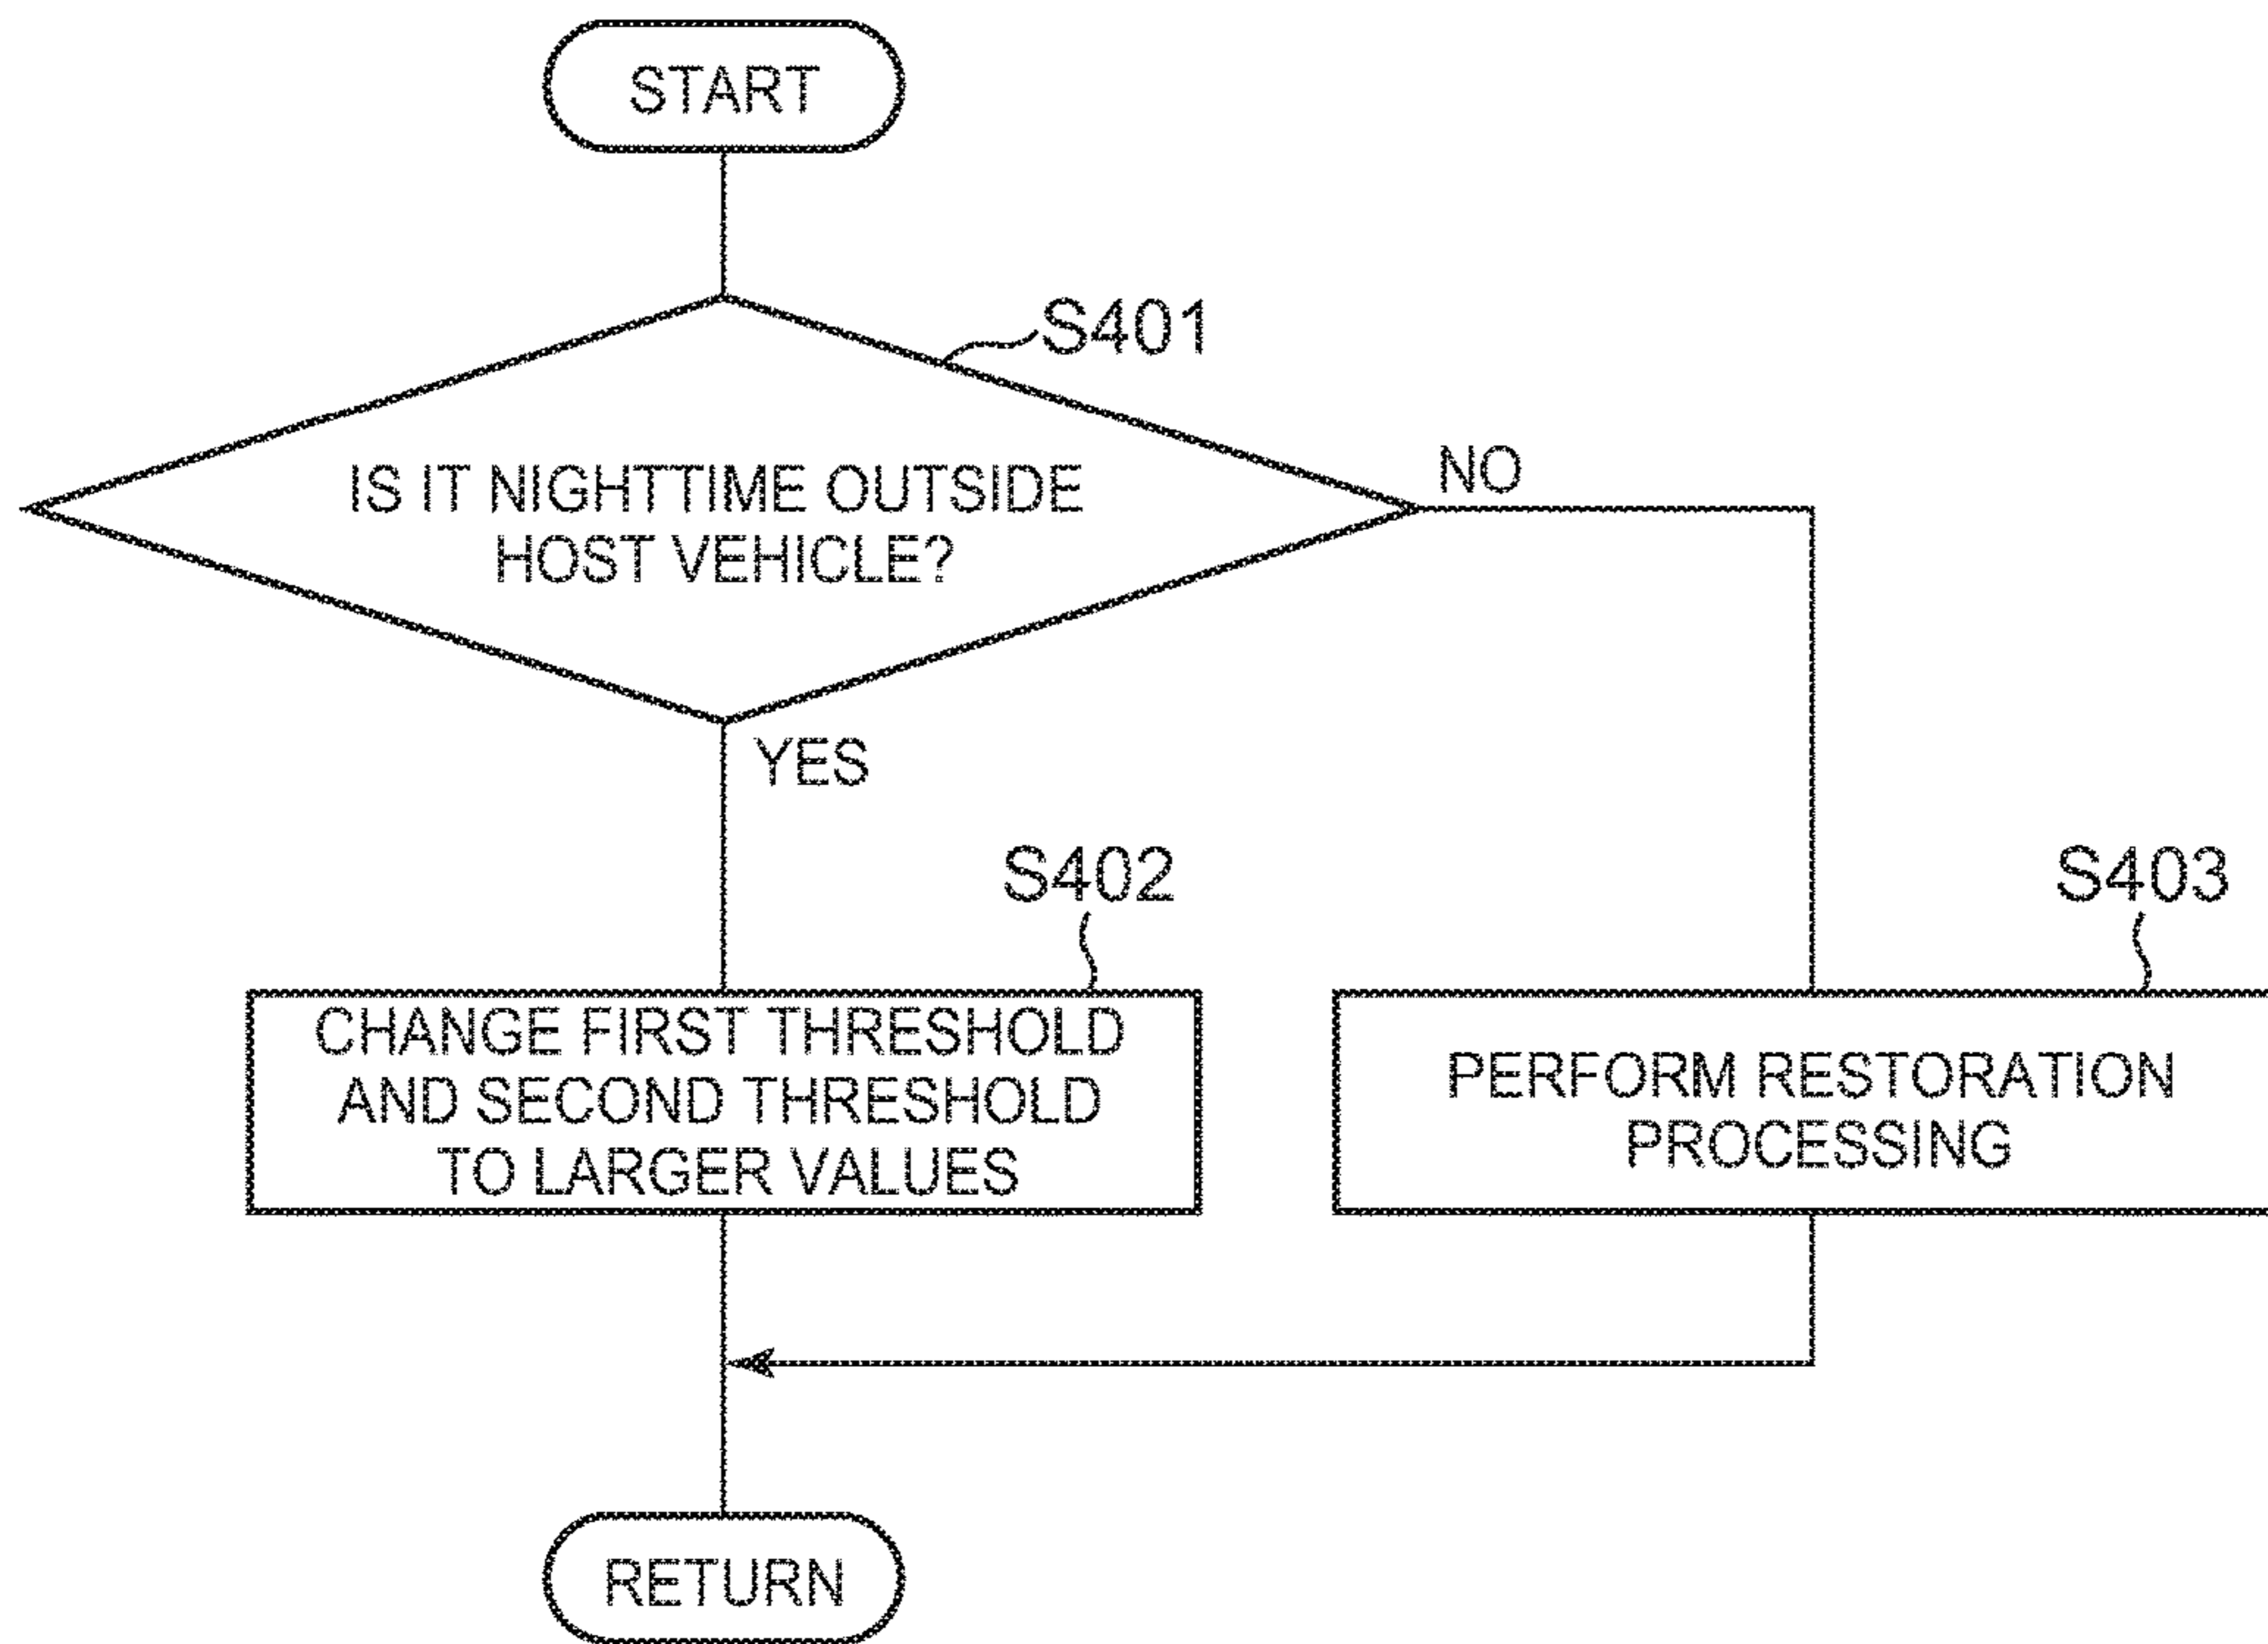 START
S401
IS IT NIGHTTIME OUTSIDE
HOST VEHICLE?
NO
YES
S402
CHANGE FIRST THRESHOLD
AND SECOND THRESHOLD
TO LARGER VALUES
S403
PERFORM RESTORATION
PROCESSING
RETURN